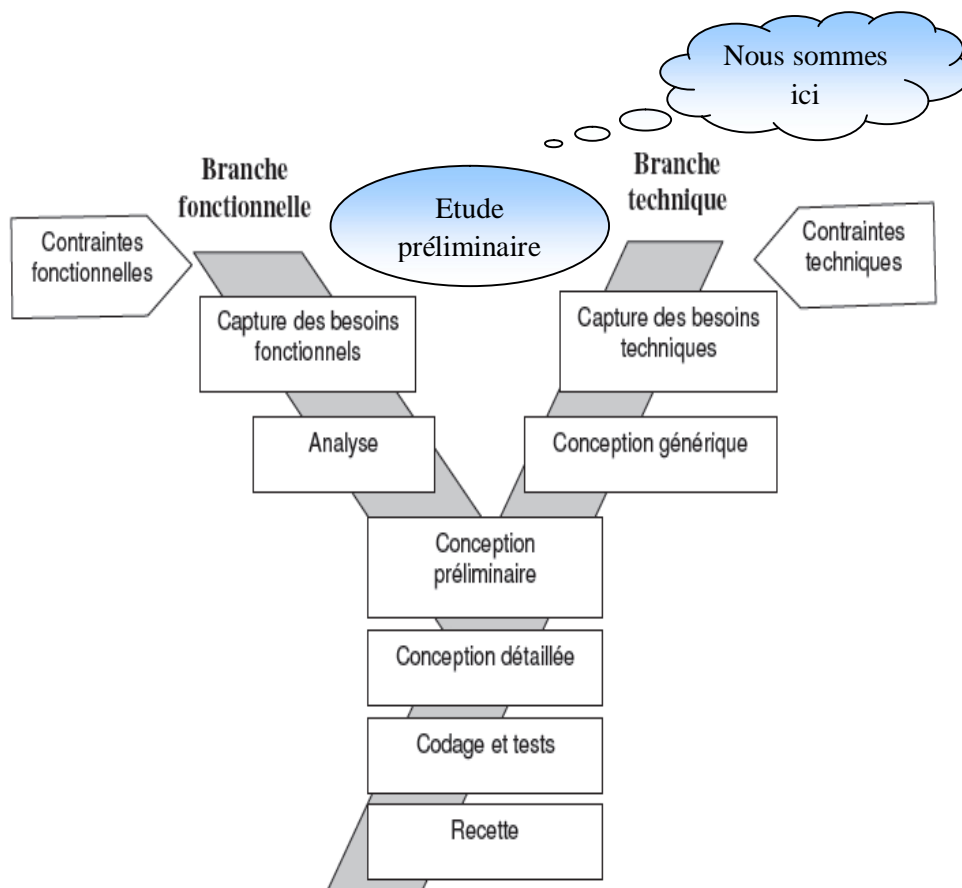 Nous sommes
ici
Branche
fonctionnelle
Etude
préliminaire
Branche
technique
Contraintes
fonctionnelles
Contraintes
techniques
Capture des besoins
fonctionnels
Capture des besoins
techniques
Analyse
Conception générique
Conception
préliminaire
Conception détaillée
Codage et tests
Recette